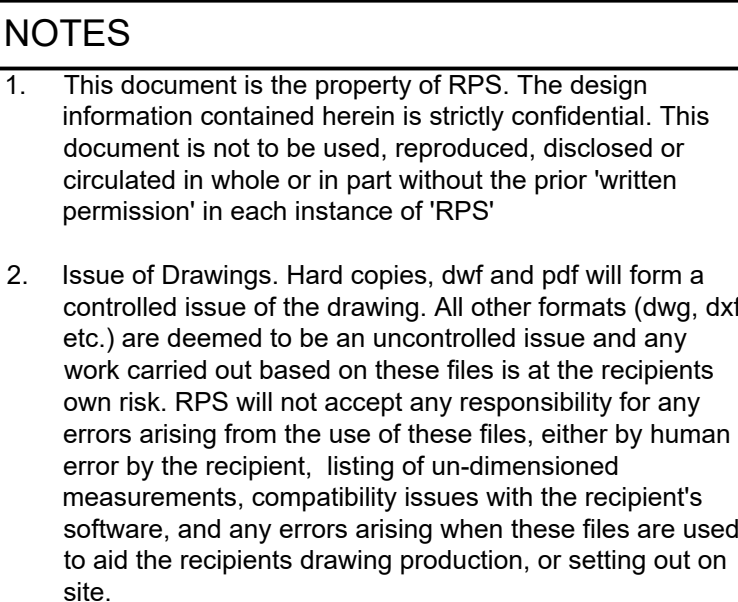 NOTES
1. This document is the property of RPS. The design
information contained herein is strictly confidential. This
document is not to be used, reproduced, disclosed or
circulated in whole or in part without the prior 'written
permission' in each instance of 'RPS'
2. Issue of Drawings. Hard copies, dwf and pdf will form a
controlled issue of the drawing. All other formats (dwg, dxf
etc.) are deemed to be an uncontrolled issue and any
work carried out based on these files is at the recipients
own risk. RPS will not accept any responsibility for any
errors arising from the use of these files, either by human
error by the recipient, listing of un-dimensioned
measurements, compatibility issues with the recipient's
software, and any errors arising when these files are used
to aid the recipients drawing production, or setting out on
site.